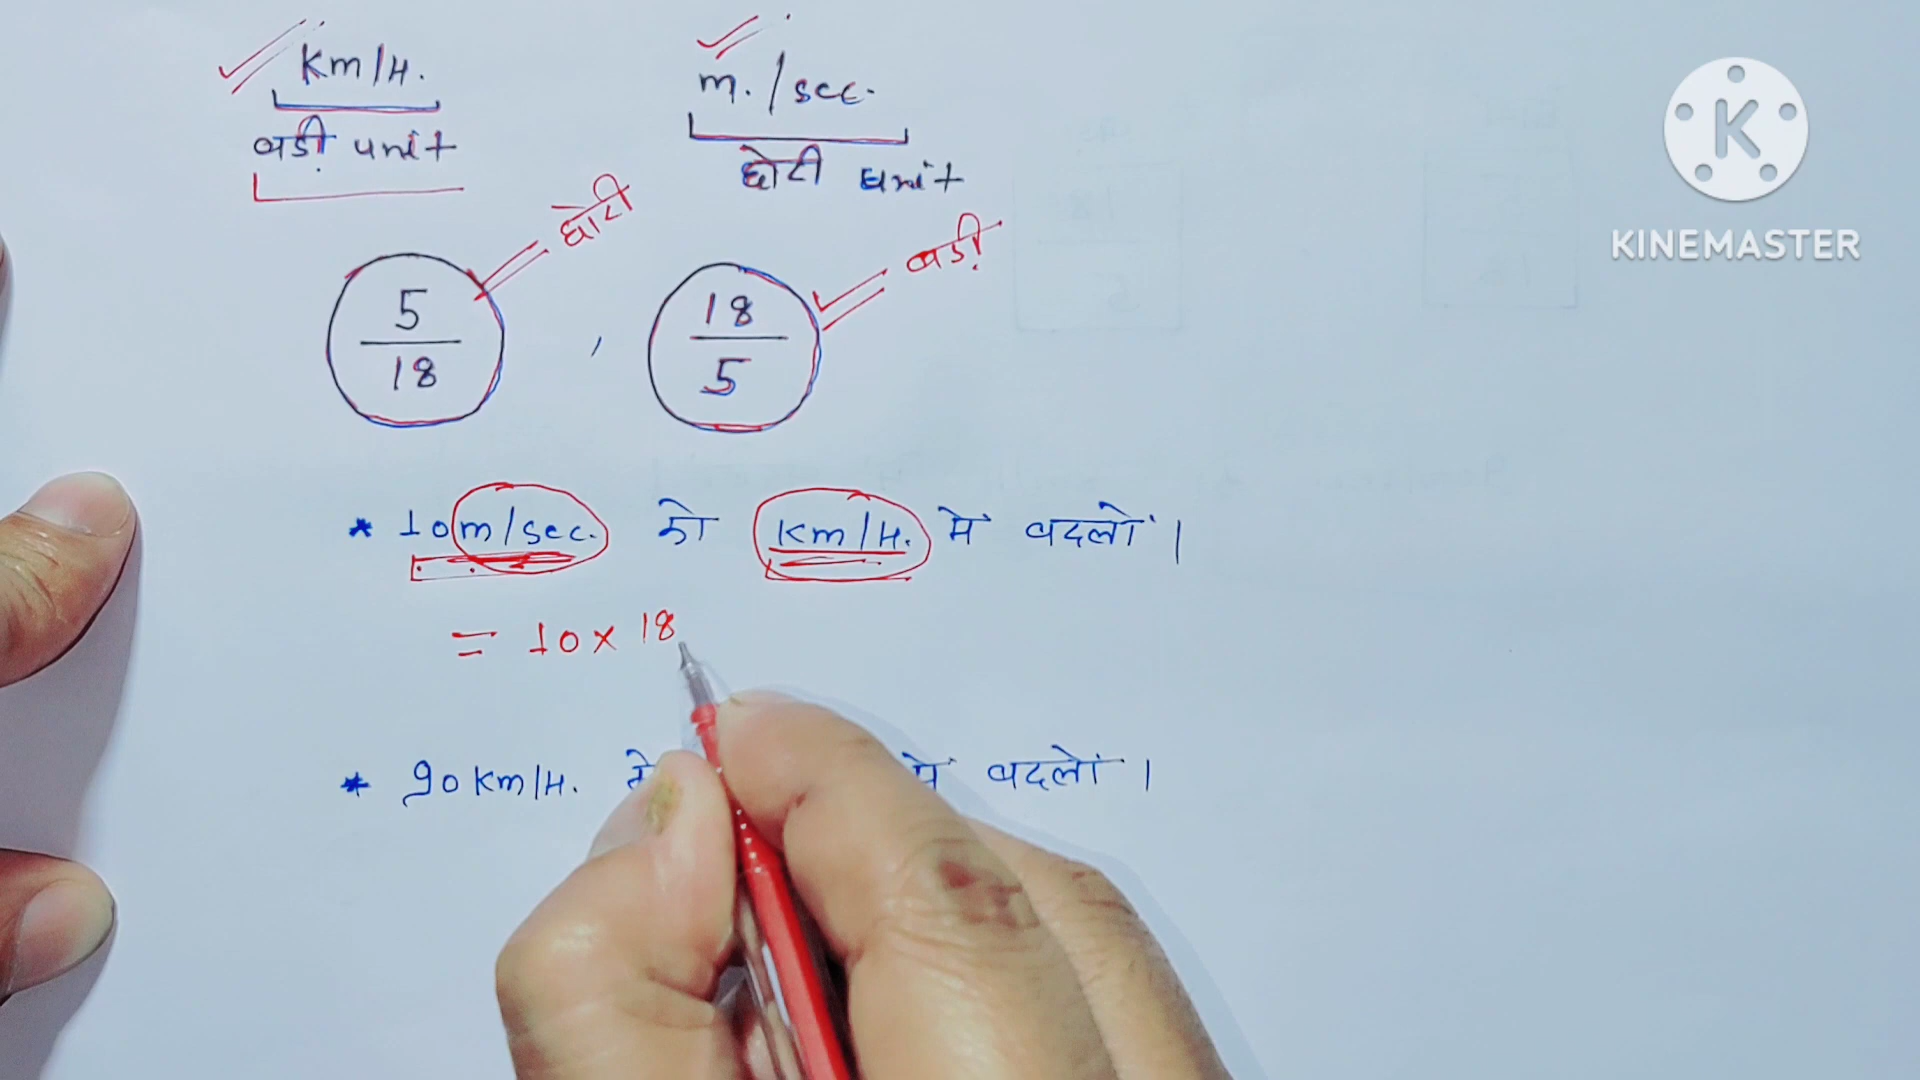 Km/H. m./sec.
बड़ी unit छोटी unit
छोटी बड़ी
5/18 , 18/5
* 10m/sec. को Km/H. में बदलों।
= 10 × 18
* 90 Km/H. में बदलों।
K
KINEMASTER